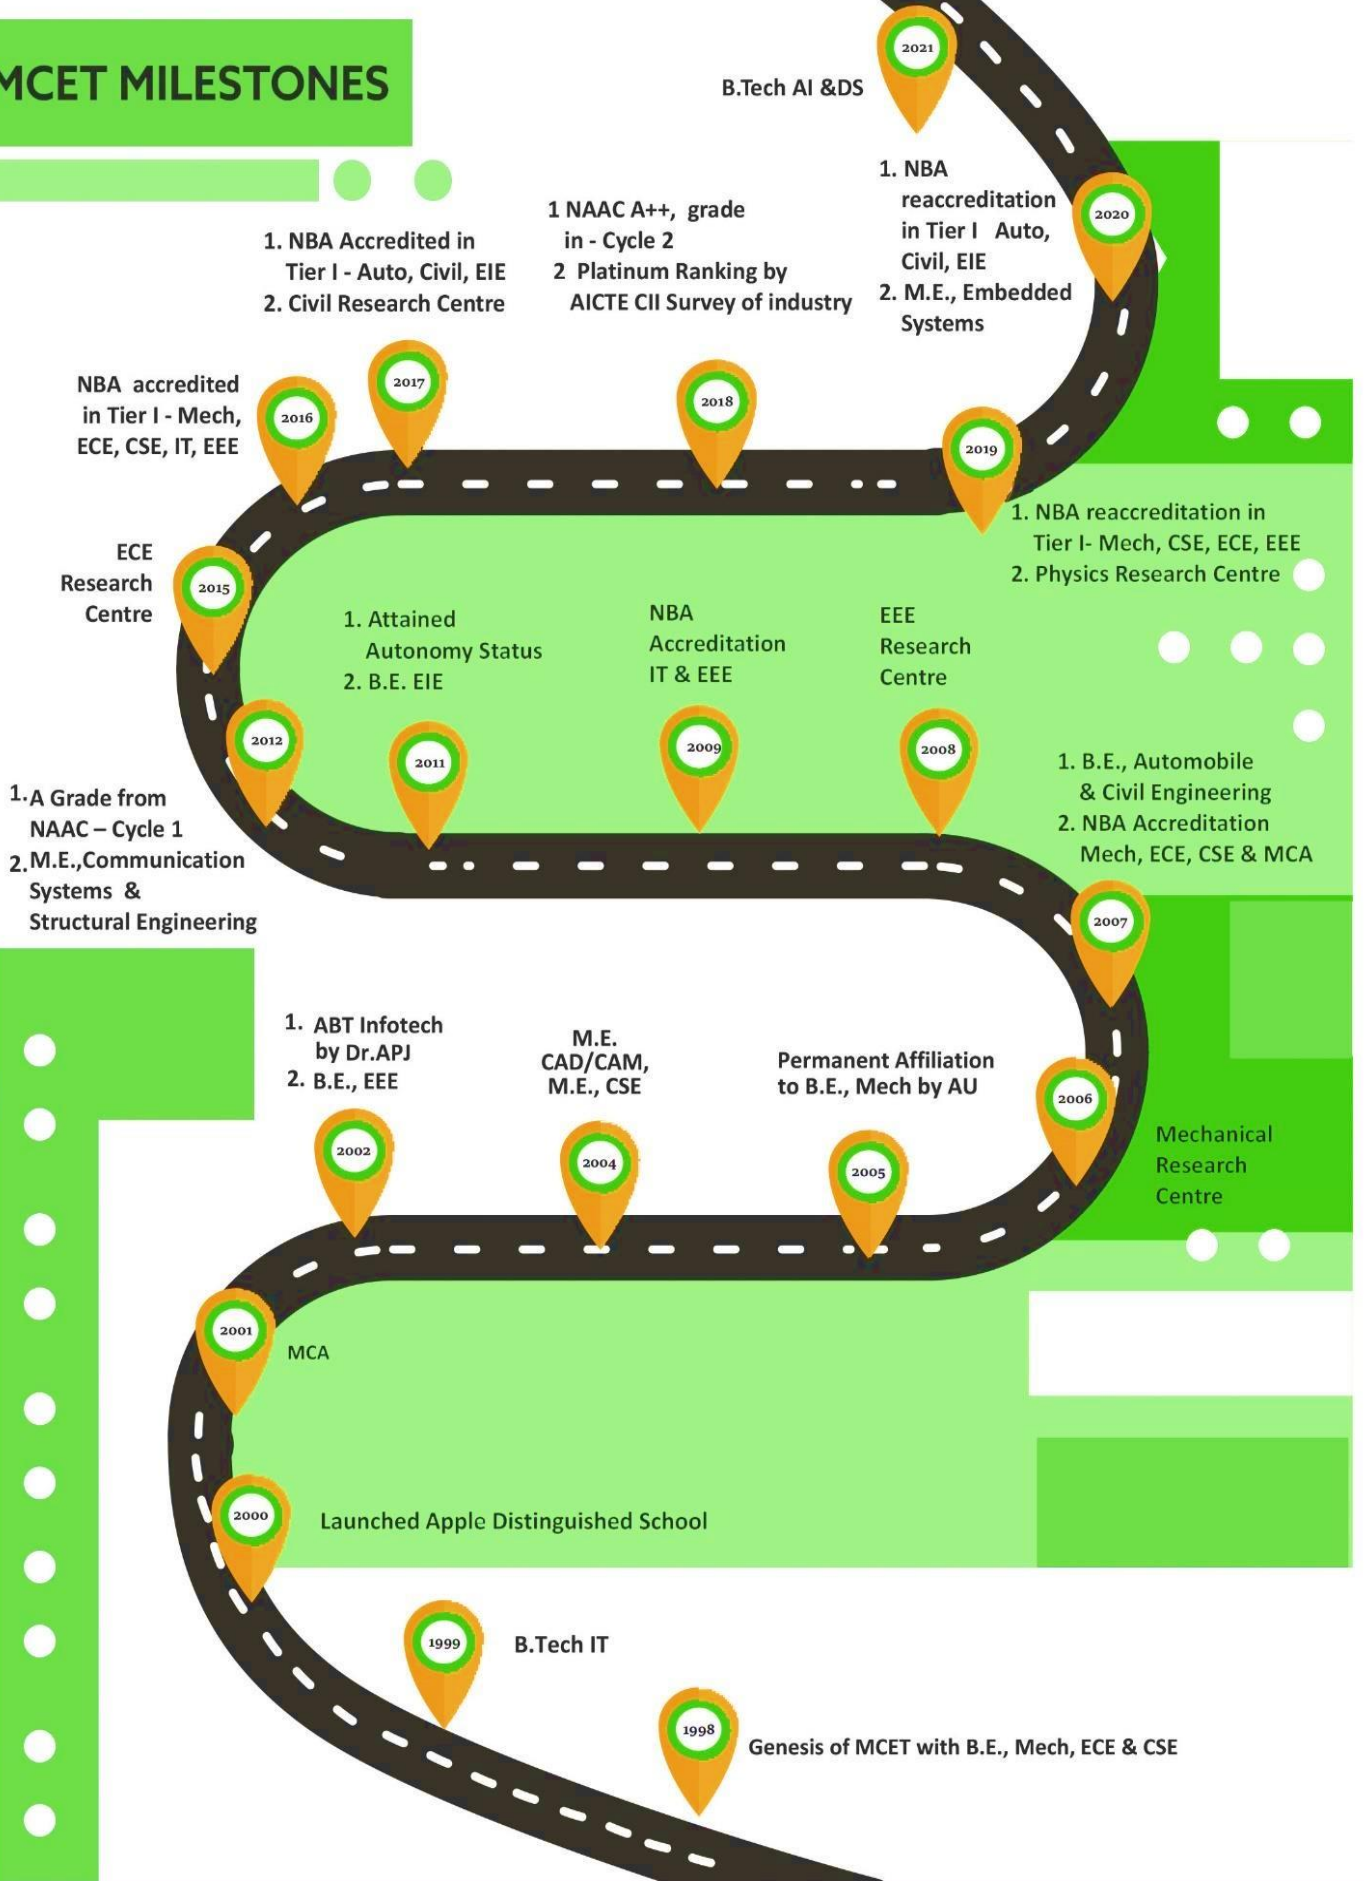 MCET MILESTONES
2021
B.Tech AI &DS
2020
1. NBA
reaccreditation
in Tier I Auto,
Civil, EIE
2. M.E., Embedded
Systems
1 NAAC A++, grade
in - Cycle 2
2 Platinum Ranking by
AICTE CII Survey of industry
1. NBA Accredited in
Tier I - Auto, Civil, EIE
2. Civil Research Centre
NBA accredited
in Tier I - Mech,
ECE, CSE, IT, EEE
2016
2017
2018
2019
1. NBA reaccreditation in
Tier I- Mech, CSE, ECE, EEE
2. Physics Research Centre
ECE
Research
Centre
2015
1. Attained
Autonomy Status
2. B.E. EIE
NBA
Accreditation
IT & EEE
EEE
Research
Centre
2012
2011
2009
2008
1. B.E., Automobile
& Civil Engineering
2. NBA Accreditation
Mech, ECE, CSE & MCA
1. A Grade from
NAAC – Cycle 1
2. M.E.,Communication
Systems &
Structural Engineering
2007
1. ABT Infotech
by Dr.APJ
2. B.E., EEE
M.E.
CAD/CAM,
M.E., CSE
Permanent Affiliation
to B.E., Mech by AU
2006
Mechanical
Research
Centre
2002
2004
2005
2001
MCA
2000
Launched Apple Distinguished School
1999
B.Tech IT
1998
Genesis of MCET with B.E., Mech, ECE & CSE